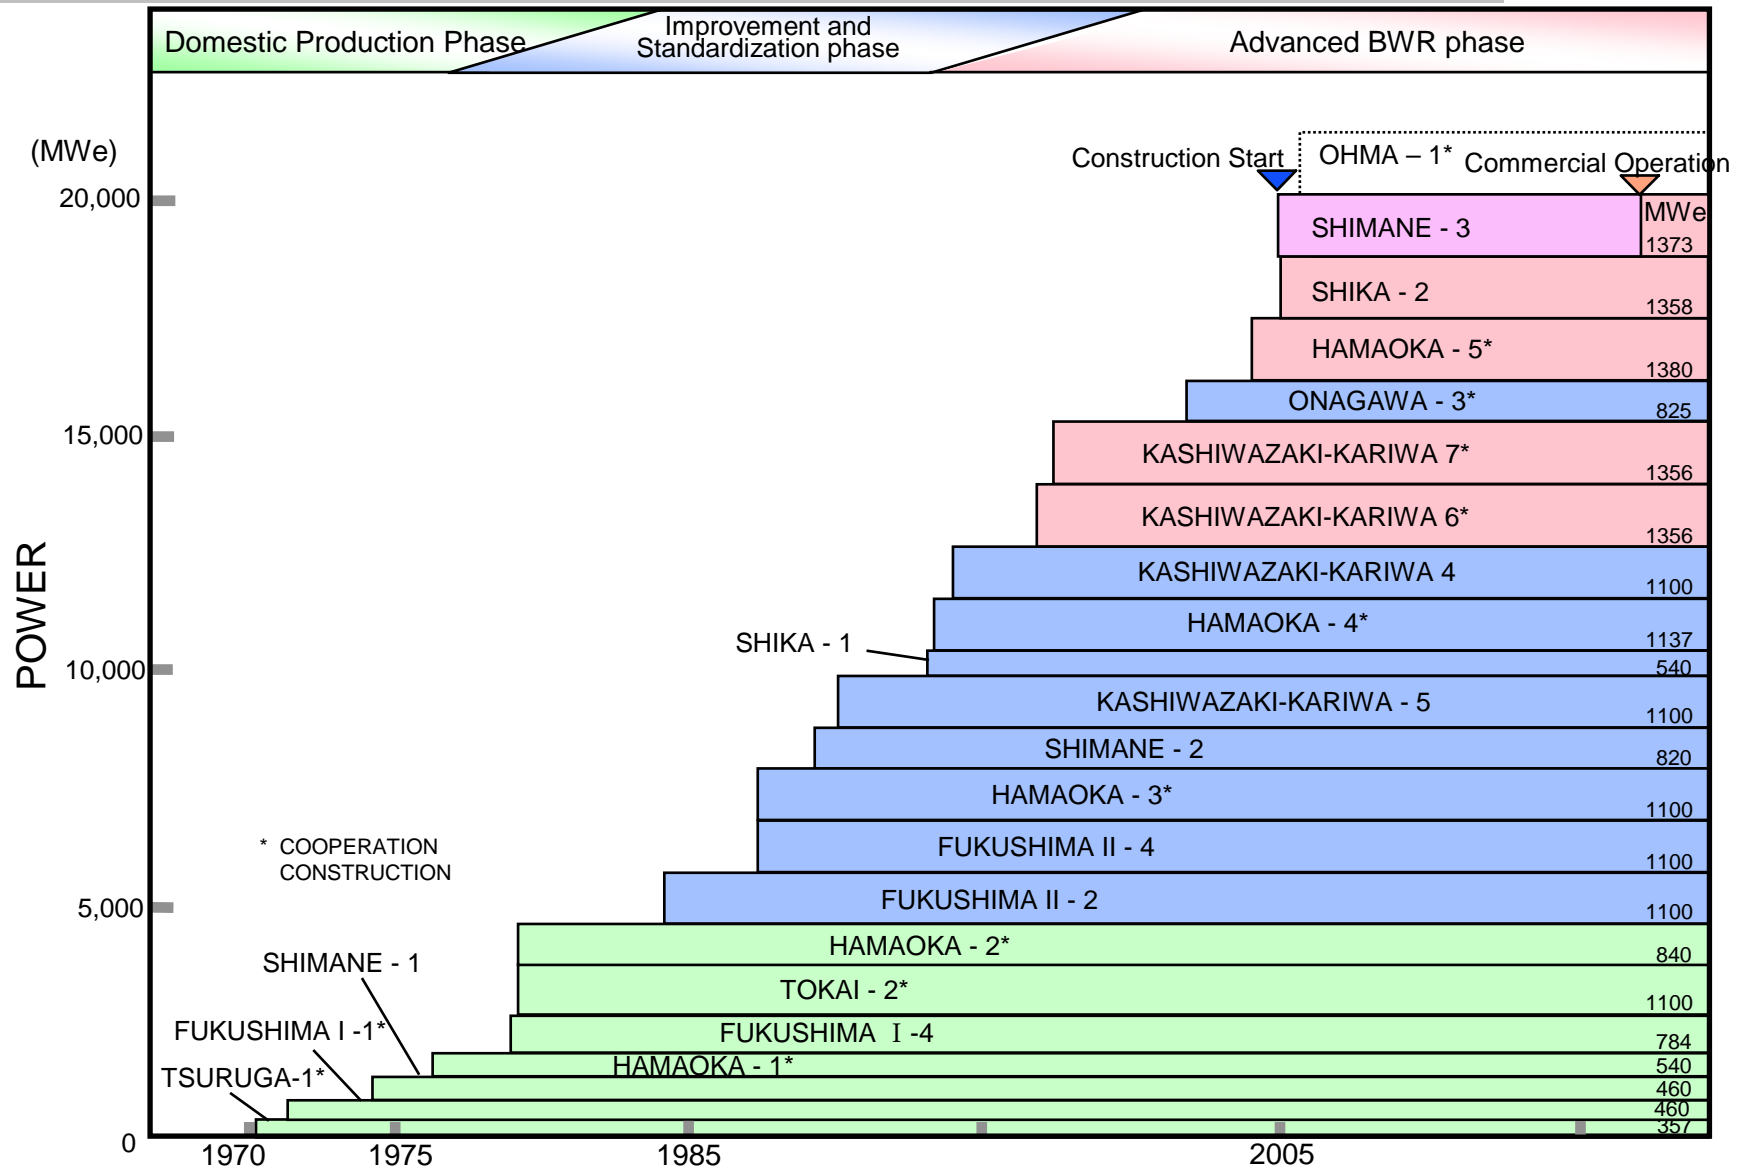 Domestic Production Phase
Improvement and
Standardization phase
Advanced BWR phase
(MWe)
Construction Start
OHMA – 1*
Commercial Operation
20,000
SHIMANE - 3
MWe
1373
SHIKA - 2
1358
HAMAOKA - 5*
1380
ONAGAWA - 3*
825
15,000
KASHIWAZAKI-KARIWA 7*
1356
KASHIWAZAKI-KARIWA 6*
1356
KASHIWAZAKI-KARIWA 4
1100
HAMAOKA - 4*
1137
SHIKA - 1
540
10,000
KASHIWAZAKI-KARIWA - 5
1100
SHIMANE - 2
820
HAMAOKA - 3*
1100
POWER
* COOPERATION
CONSTRUCTION
FUKUSHIMA II - 4
1100
5,000
FUKUSHIMA II - 2
1100
HAMAOKA - 2*
840
SHIMANE - 1
TOKAI - 2*
1100
FUKUSHIMA I -1*
FUKUSHIMA I -4
784
HAMAOKA - 1*
540
TSURUGA-1*
460
460
357
0
1970
1975
1985
2005